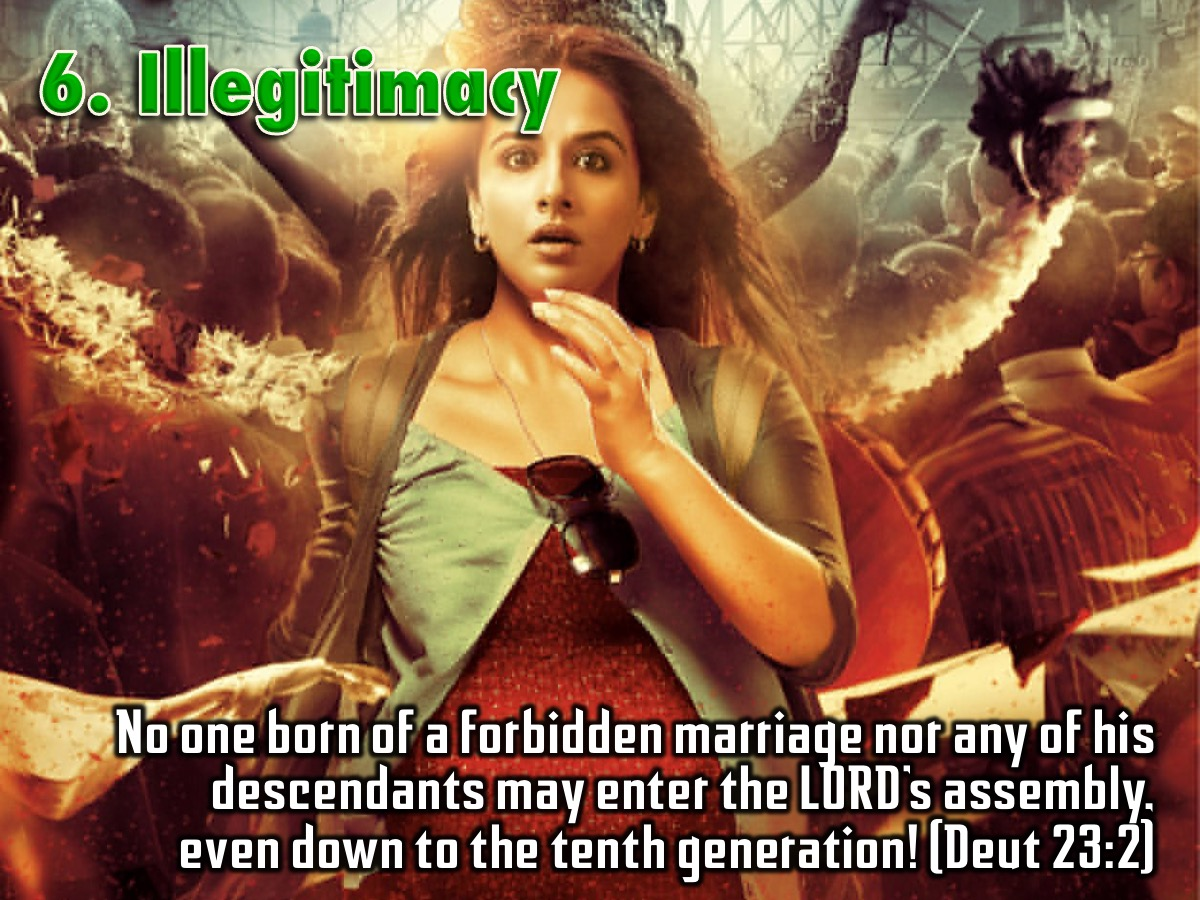 6. Illegitimacy
No one born of a forbidden marriage nor any of his
descendants may enter the LORD's assembly,
even down to the tenth generation! (Deut 23:2)